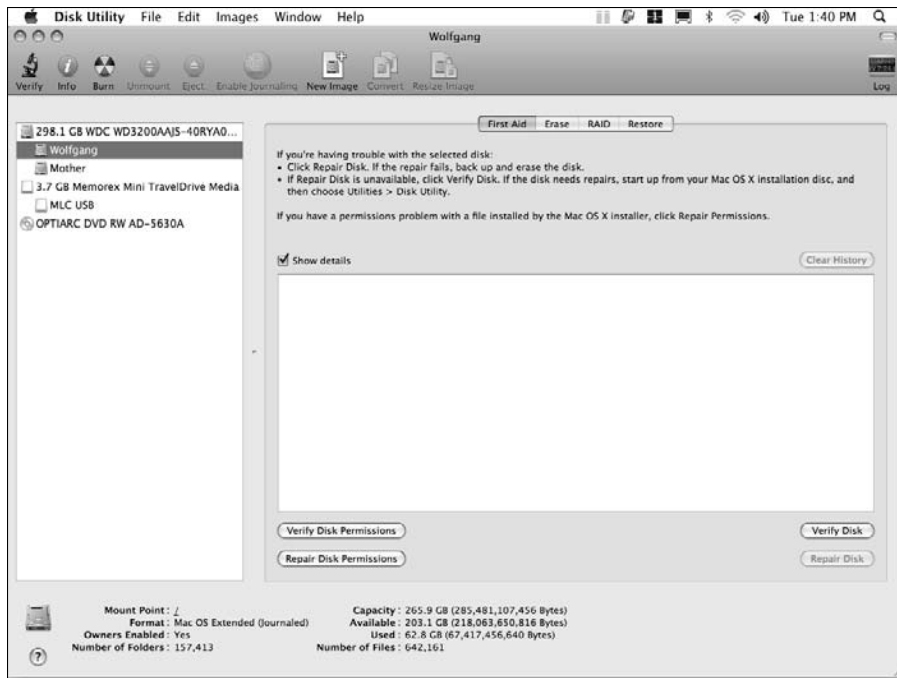 Disk Utility File Edit Images Window Help Tue 1:40 PM
Wolfgang
Verify Info Burn Unmount Eject Enable Journaling New Image Convert Resize Image Log
298.1 GB WDC WD3200AAJS-40RYA0...
Wolfgang
Mother
3.7 GB Memorex Mini TravelDrive Media
MLC USB
OPTIARC DVD RW AD-5630A
First Aid Erase RAID Restore
If you're having trouble with the selected disk:
• Click Repair Disk. If the repair fails, back up and erase the disk.
• If Repair Disk is unavailable, click Verify Disk. If the disk needs repairs, start up from your Mac OS X installation disc, and
then choose Utilities > Disk Utility.
If you have a permissions problem with a file installed by the Mac OS X installer, click Repair Permissions.
Show details Clear History
Verify Disk Permissions Verify Disk
Repair Disk Permissions Repair Disk
Mount Point : / Capacity : 265.9 GB (285,481,107,456 Bytes)
Format : Mac OS Extended (Journaled) Available : 203.1 GB (218,063,650,816 Bytes)
Owners Enabled : Yes Used : 62.8 GB (67,417,456,640 Bytes)
Number of Folders : 157,413 Number of Files : 642,161
?